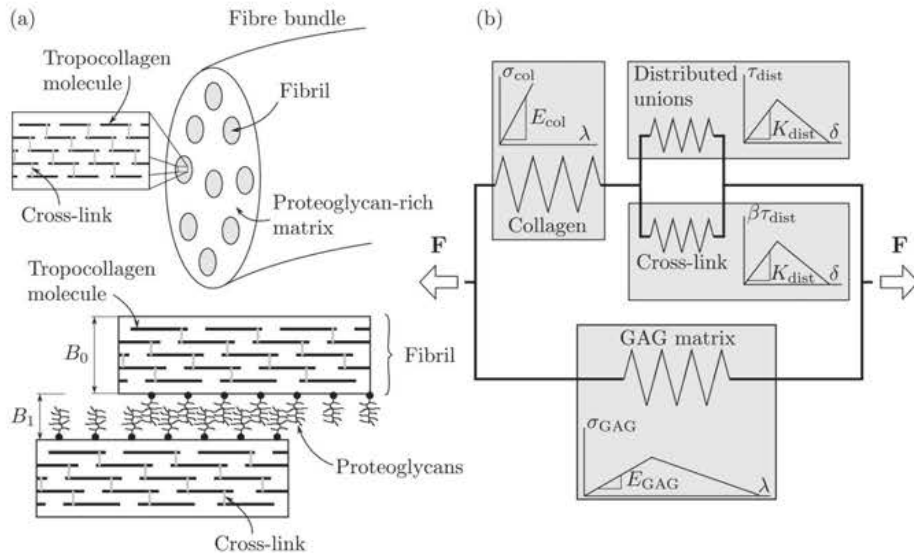 (a)
Fibre bundle
Tropocollagen
molecule
Fibril
Cross-link
Proteoglycan-rich
matrix
Tropocollagen
molecule
B₀
Fibril
B₁
Proteoglycans
Cross-link
(b)
σcol
Ecol
λ
Collagen
Distributed
unions
τdist
Kdist
δ
βτdist
Cross-link
Kdist
δ
F
F
GAG matrix
σGAG
EGAG
λ